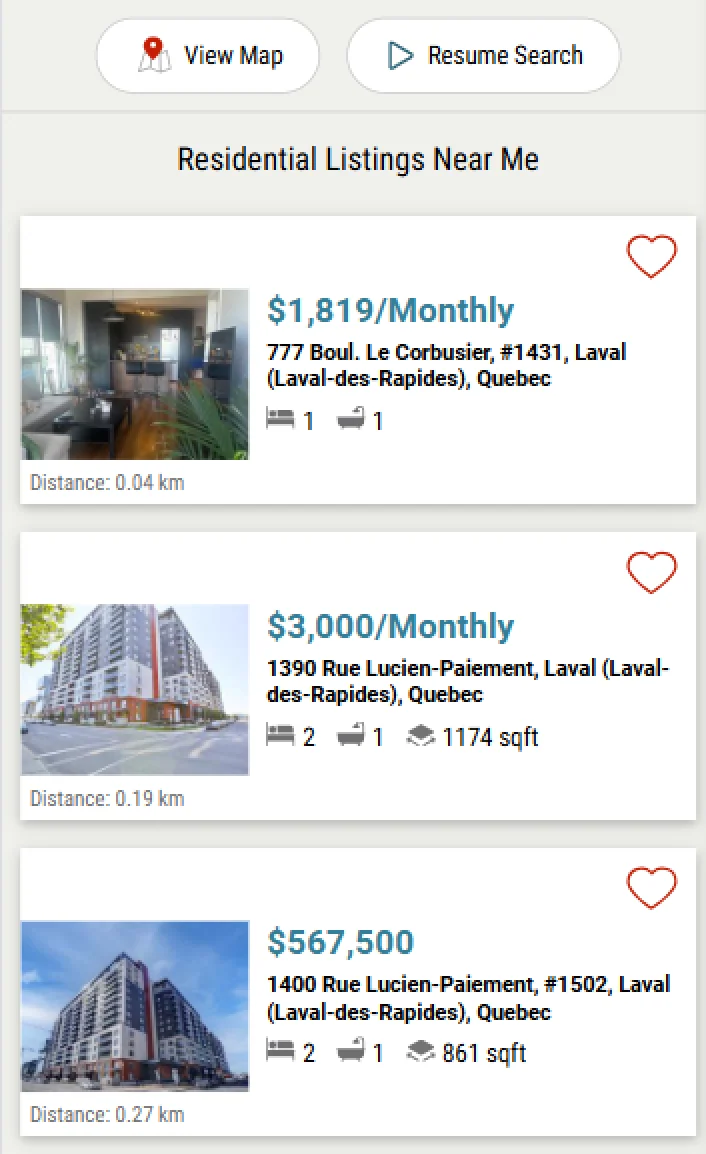 View Map
Resume Search
Residential Listings Near Me
$1,819/Monthly
777 Boul. Le Corbusier, #1431, Laval
(Laval-des-Rapides), Quebec
1 1
Distance: 0.04 km
$3,000/Monthly
1390 Rue Lucien-Paiement, Laval (Laval-
des-Rapides), Quebec
2 1 1174 sqft
Distance: 0.19 km
$567,500
1400 Rue Lucien-Paiement, #1502, Laval
(Laval-des-Rapides), Quebec
2 1 861 sqft
Distance: 0.27 km